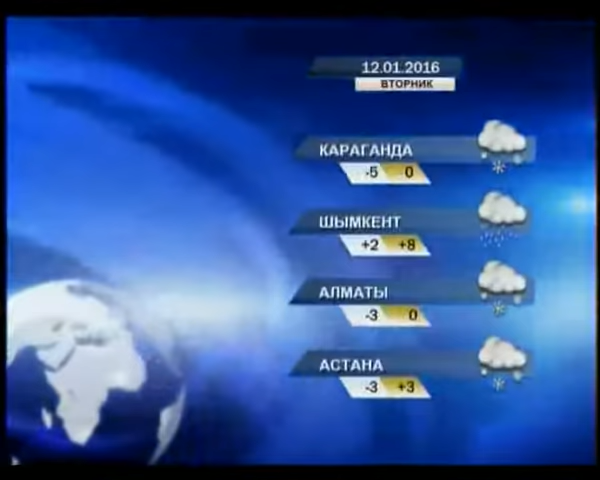 12.01.2016
ВТОРНИК
КАРАГАНДА
-5 0
ШЫМКЕНТ
+2 +8
АЛМАТЫ
-3 0
АСТАНА
-3 +3